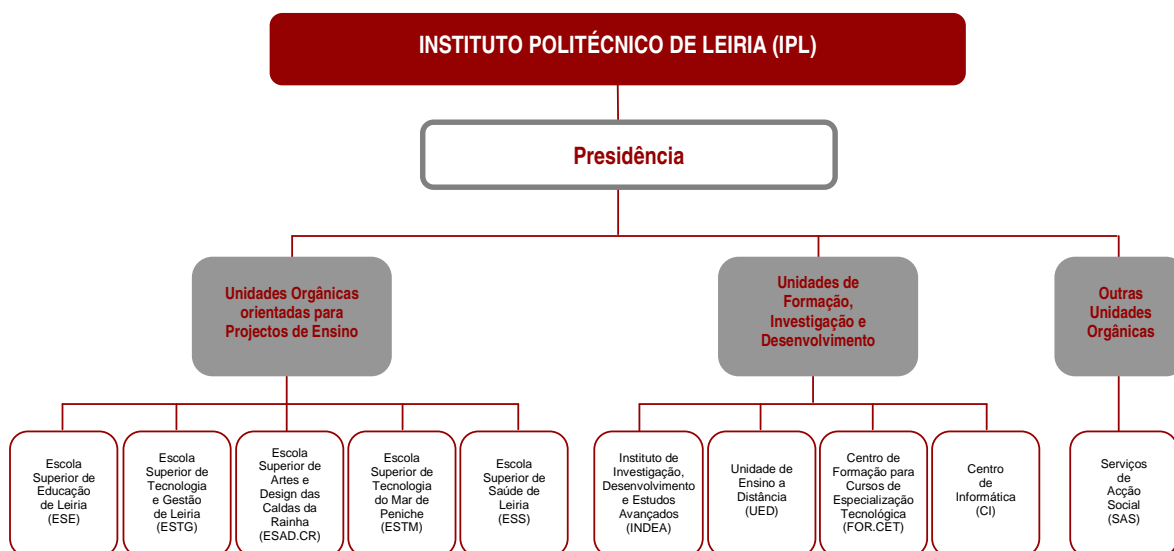 INSTITUTO POLITÉCNICO DE LEIRIA (IPL)
Presidência
Unidades Orgânicas
orientadas para
Projectos de Ensino
Unidades de
Formação,
Investigação e
Desenvolvimento
Outras
Unidades
Orgânicas
Escola
Superior de
Educação
de Leiria
(ESE)
Escola
Superior de
Tecnologia
e Gestão
de Leiria
(ESTG)
Escola
Superior de
Artes e
Design das
Caldas da
Rainha
(ESAD.CR)
Escola
Superior de
Tecnologia
do Mar de
Peniche
(ESTM)
Escola
Superior de
Saúde de
Leiria
(ESS)
Instituto de
Investigação,
Desenvolvimento
e Estudos
Avançados
(INDEA)
Unidade de
Ensino a
Distância
(UED)
Centro de
Formação para
Cursos de
Especialização
Tecnológica
(FOR.CET)
Centro
de
Informática
(CI)
Serviços
de
Acção
Social
(SAS)